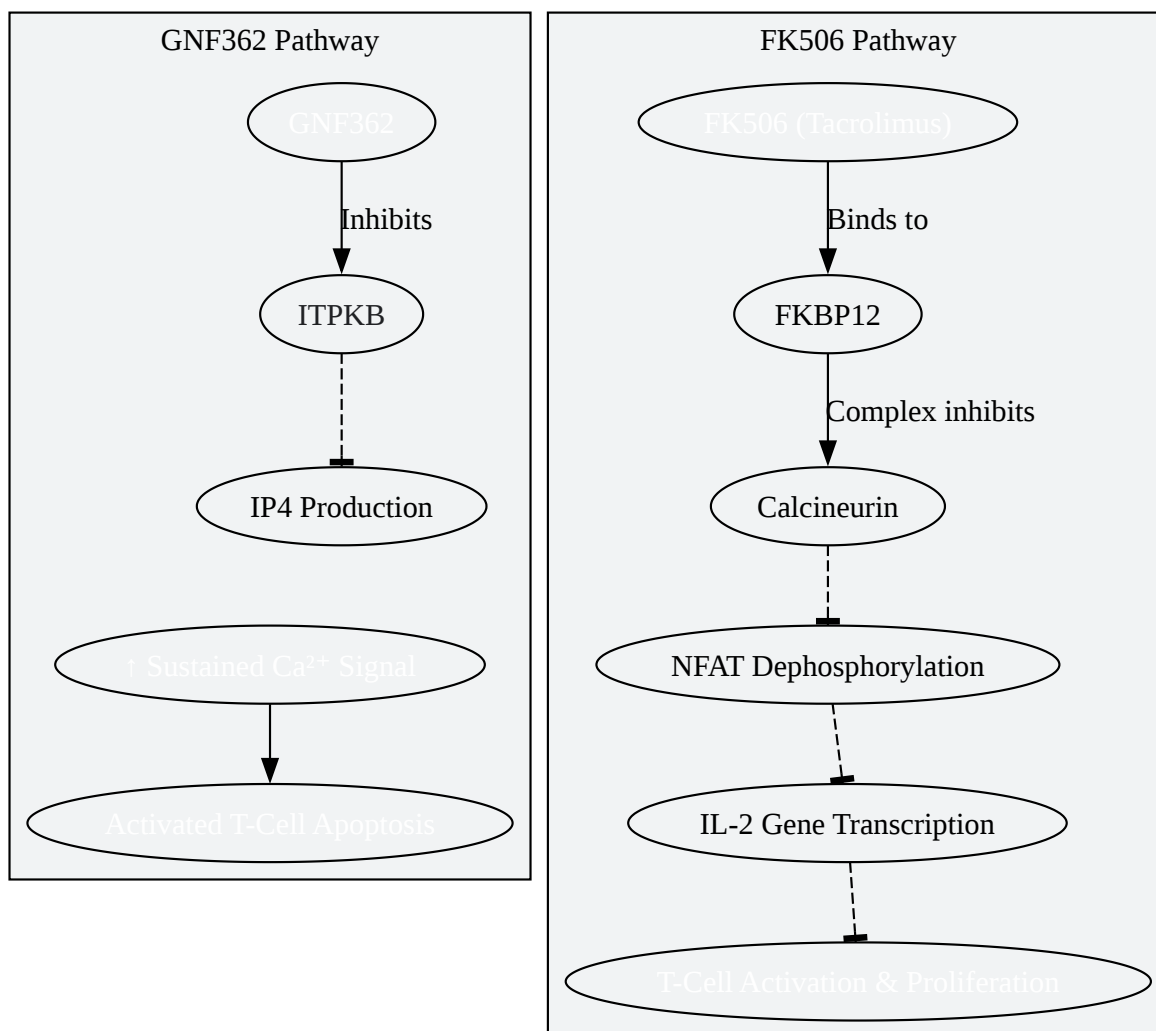 GNF362 Pathway
GNF362
Inhibits
ITPKB
IP4 Production
↑ Sustained Ca²⁺ Signal
Activated T-Cell Apoptosis
FK506 Pathway
FK506 (Tacrolimus)
Binds to
FKBP12
Complex inhibits
Calcineurin
NFAT Dephosphorylation
IL-2 Gene Transcription
T-Cell Activation & Proliferation